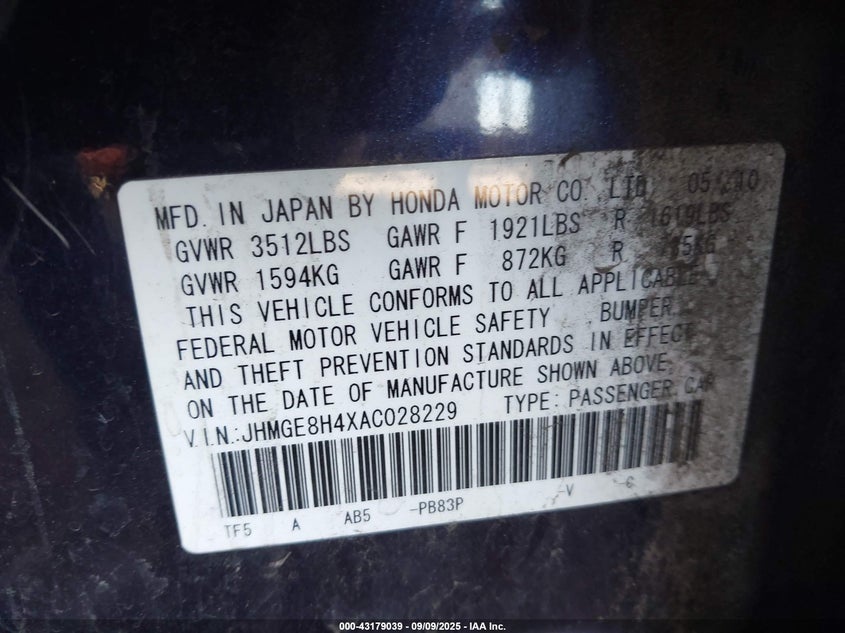 MFD. IN JAPAN BY HONDA MOTOR CO. LTD 05/210
GVWR 3512LBS GAWR F 1921LBS R 1619LBS
GVWR 1594KG GAWR F 872KG R
THIS VEHICLE CONFORMS TO ALL APPLICABLE
FEDERAL MOTOR VEHICLE SAFETY BUMPER
AND THEFT PREVENTION STANDARDS IN EFFECT
ON THE DATE OF MANUFACTURE SHOWN ABOVE.
V.I.N.:JHMGE8H4XAC028229 TYPE:PASSENGER CAR
TF5 A AB5 -PB83P -V C
000-43179039 - 09/09/2025 - IAA Inc.